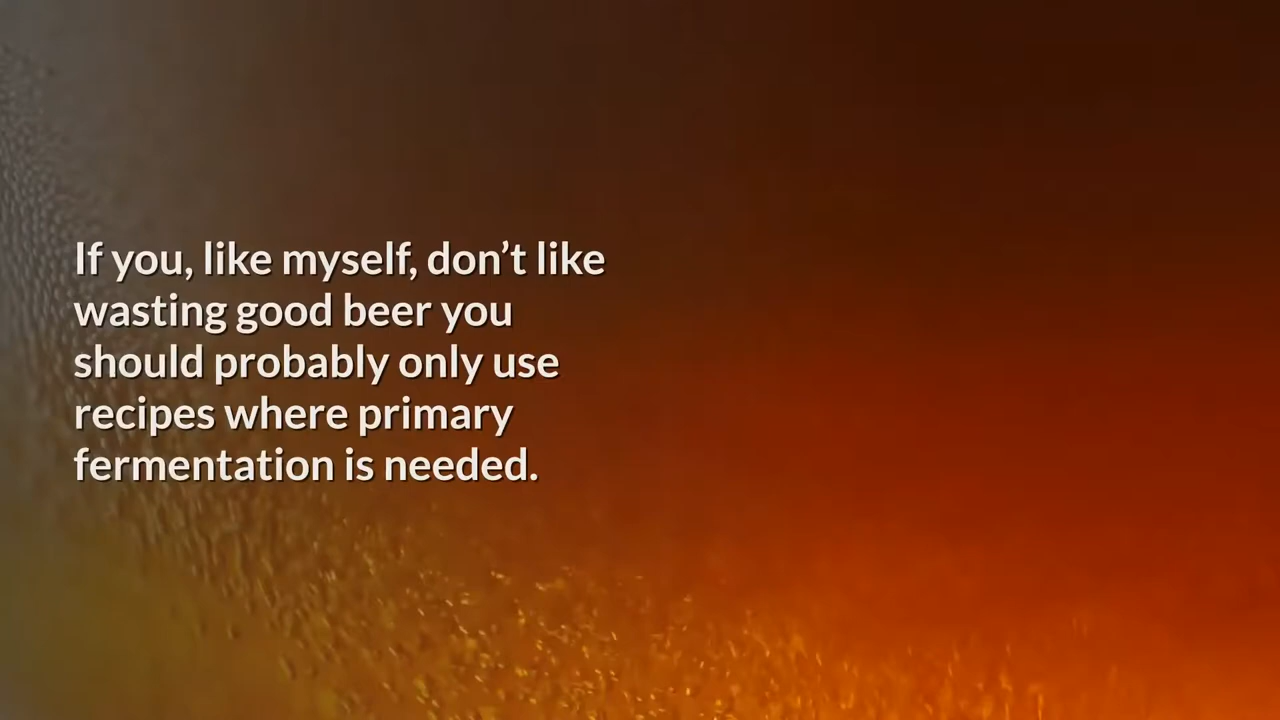 If you, like myself, don’t like
wasting good beer you
should probably only use
recipes where primary
fermentation is needed.